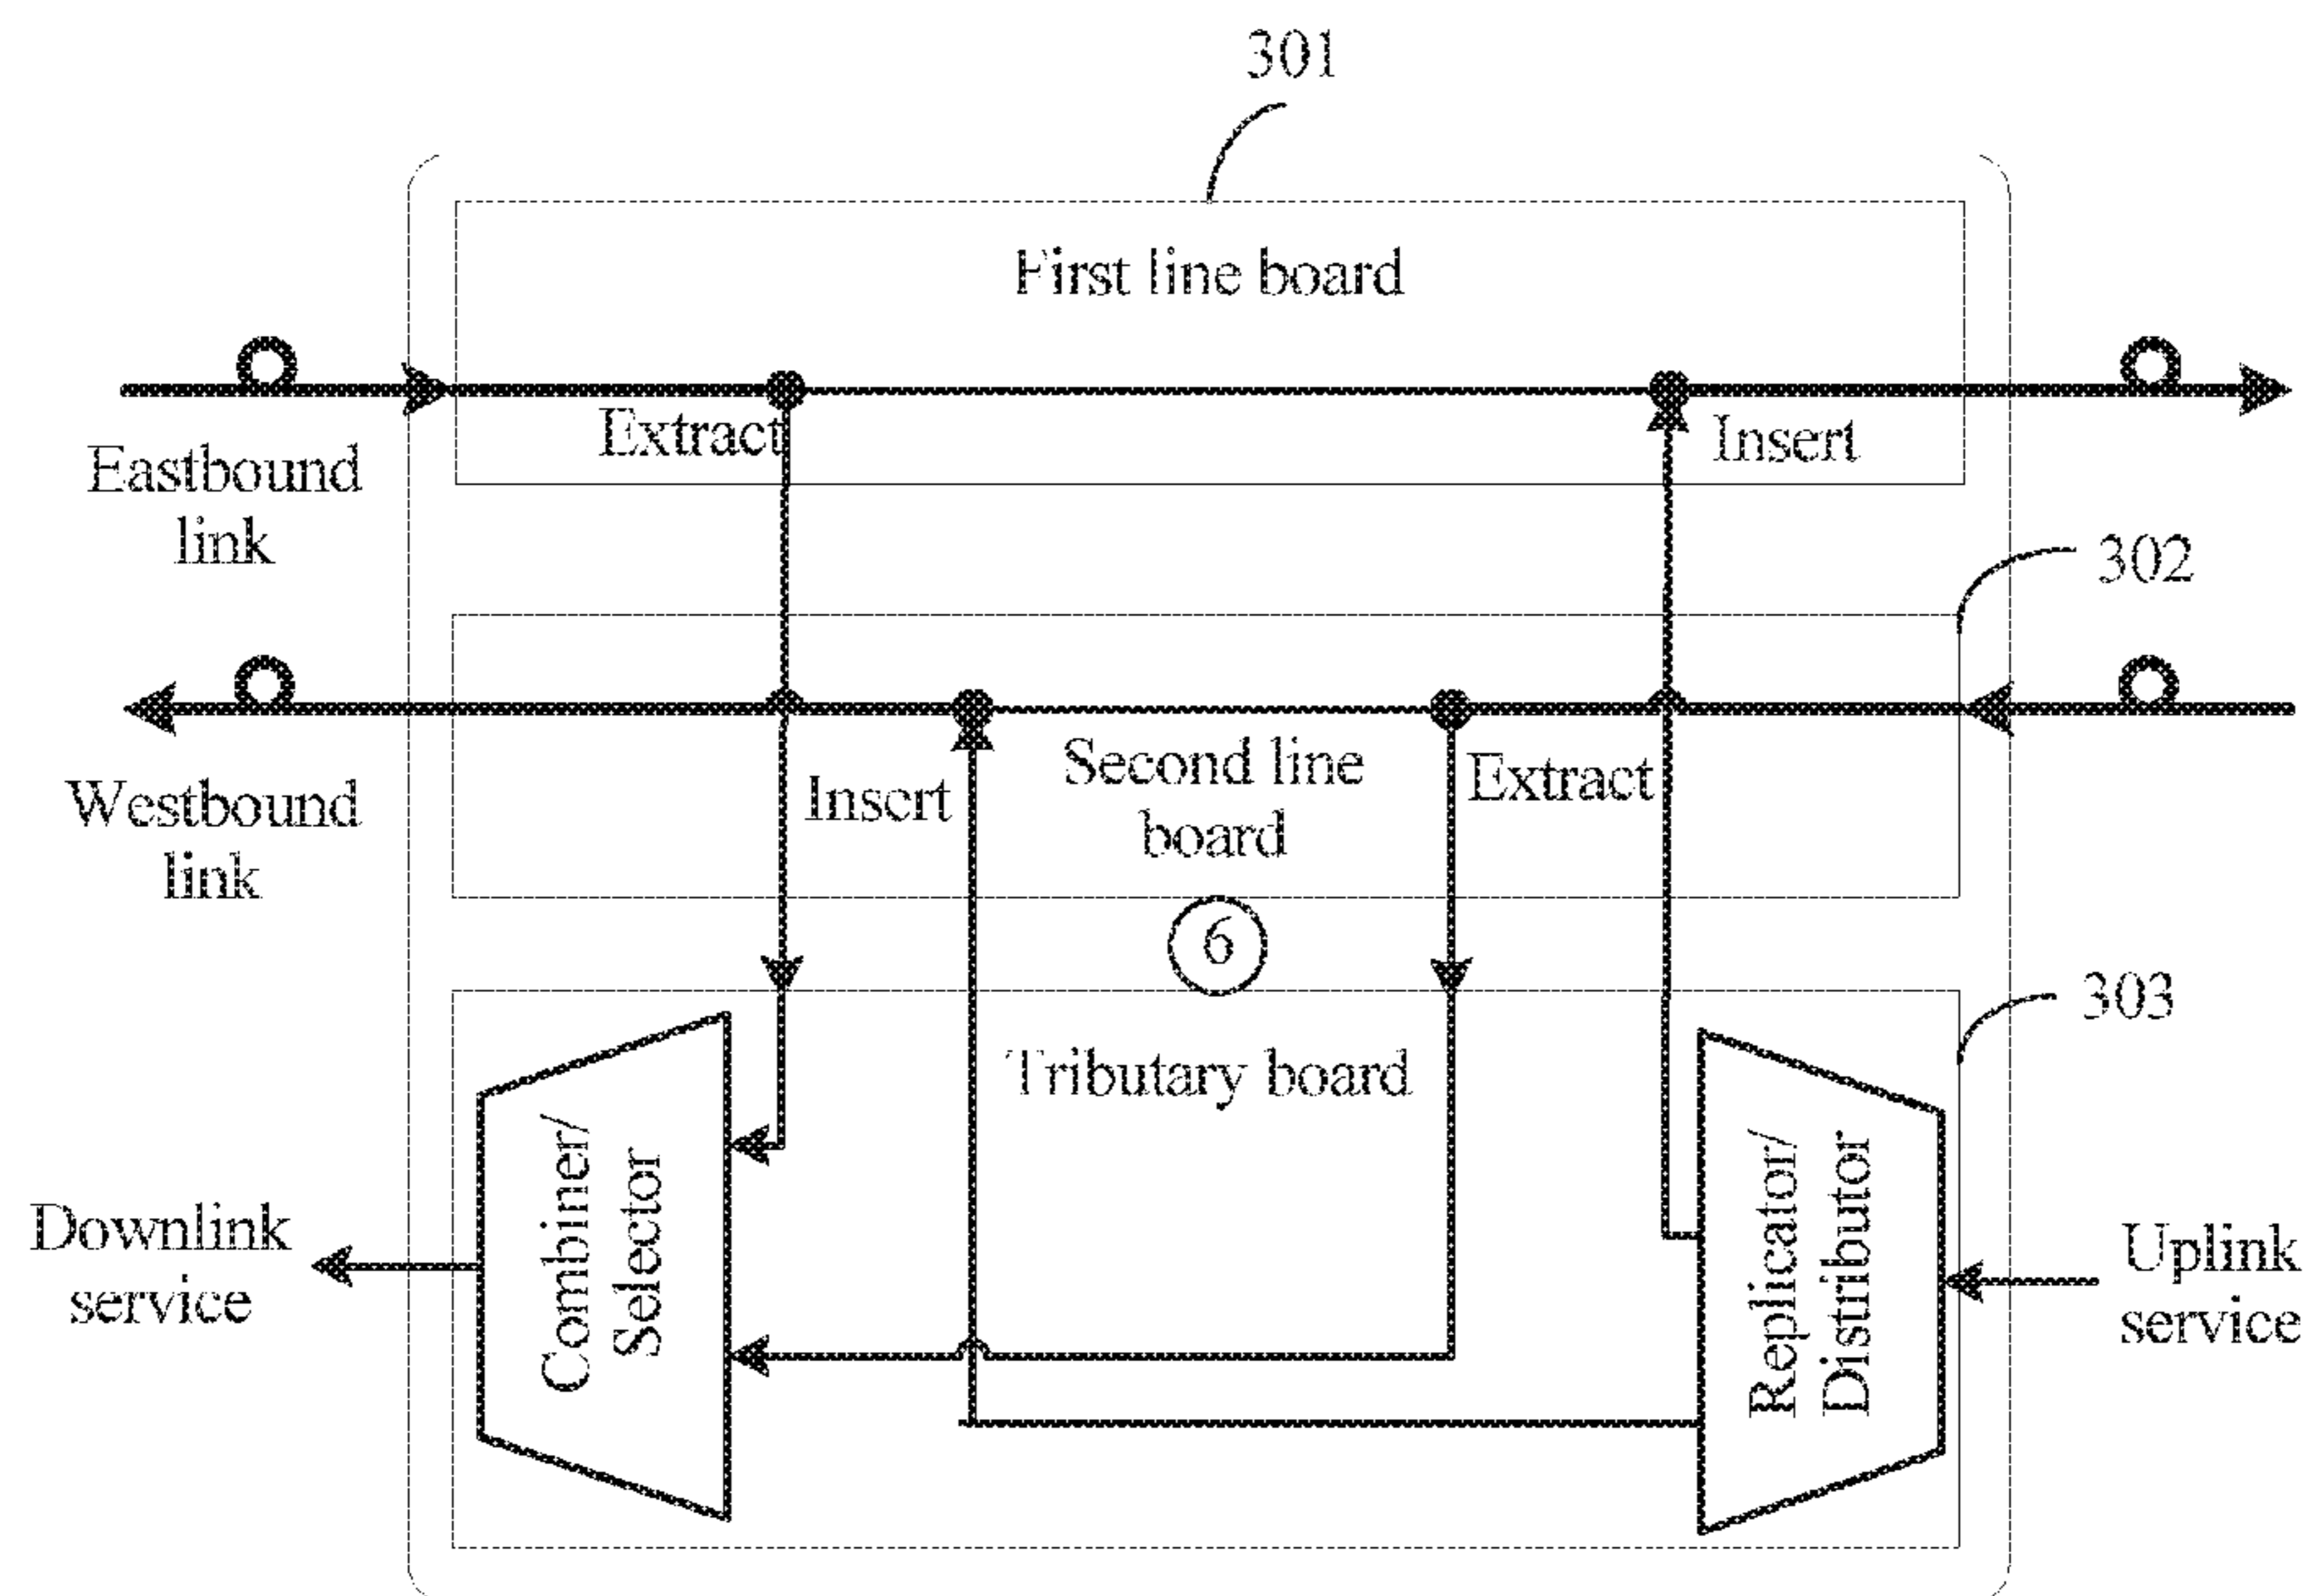 301
First line board
Extract
Insert
Eastbound
link
302
Westbound
link
Insert
Second line
board
Extract
6
303
Tributary board
Combiner/
Selector
Replicator/
Distributor
Downlink
service
Uplink
service